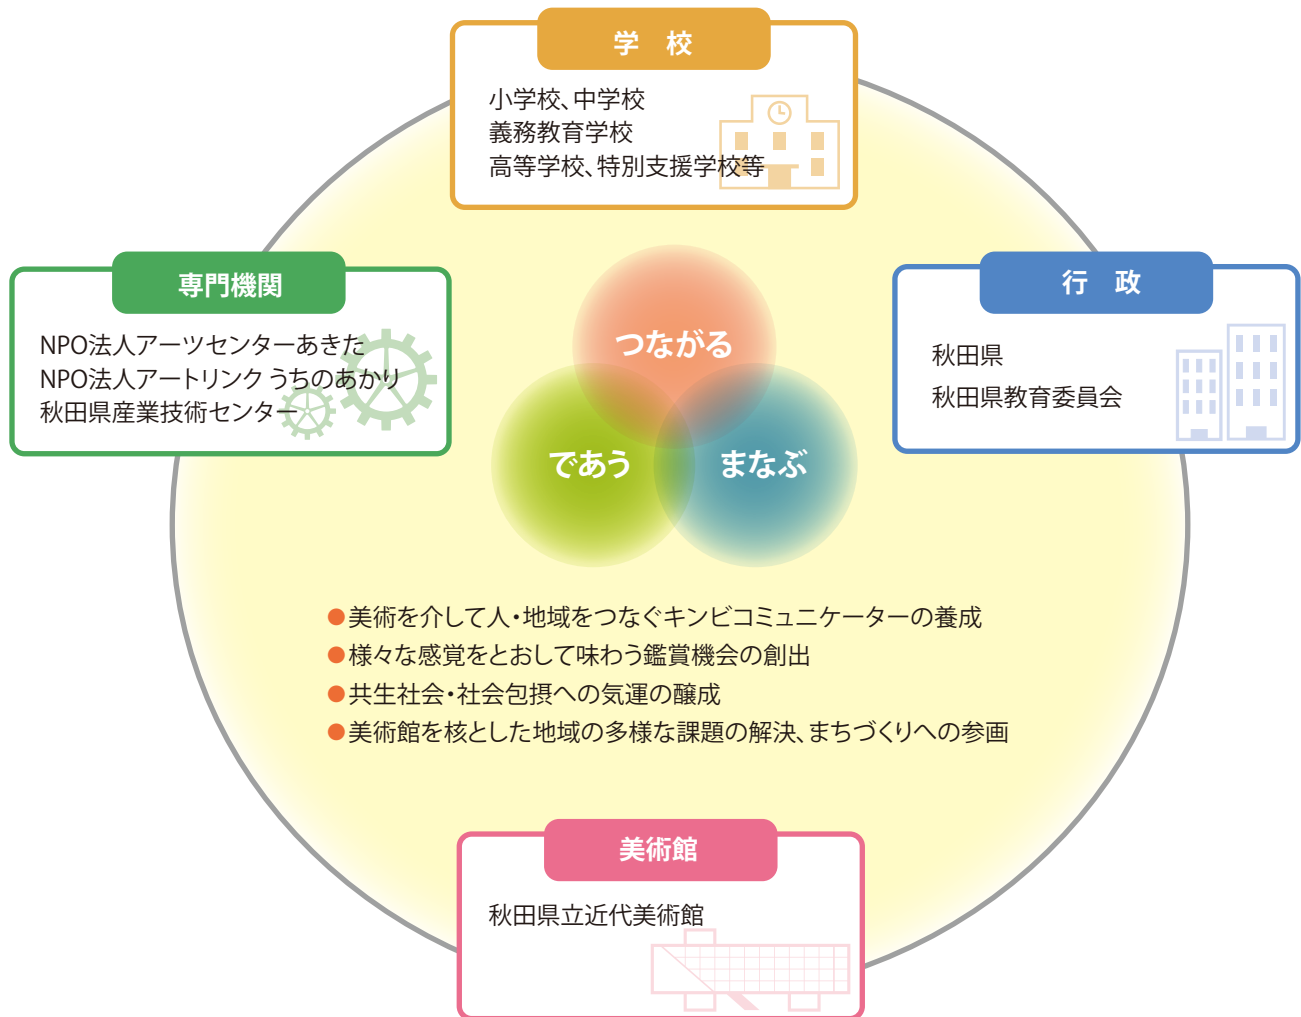 学　校
小学校、中学校
義務教育学校
高等学校、特別支援学校等
専門機関
NPO法人アーツセンターあきた
NPO法人アートリンク うちのあかり
秋田県産業技術センター
行　政
秋田県
秋田県教育委員会
つながる
であう
まなぶ
●美術を介して人・地域をつなぐキンビコミュニケーターの養成
●様々な感覚をとおして味わう鑑賞機会の創出
●共生社会・社会包摂への気運の醸成
●美術館を核とした地域の多様な課題の解決、まちづくりへの参画
美術館
秋田県立近代美術館